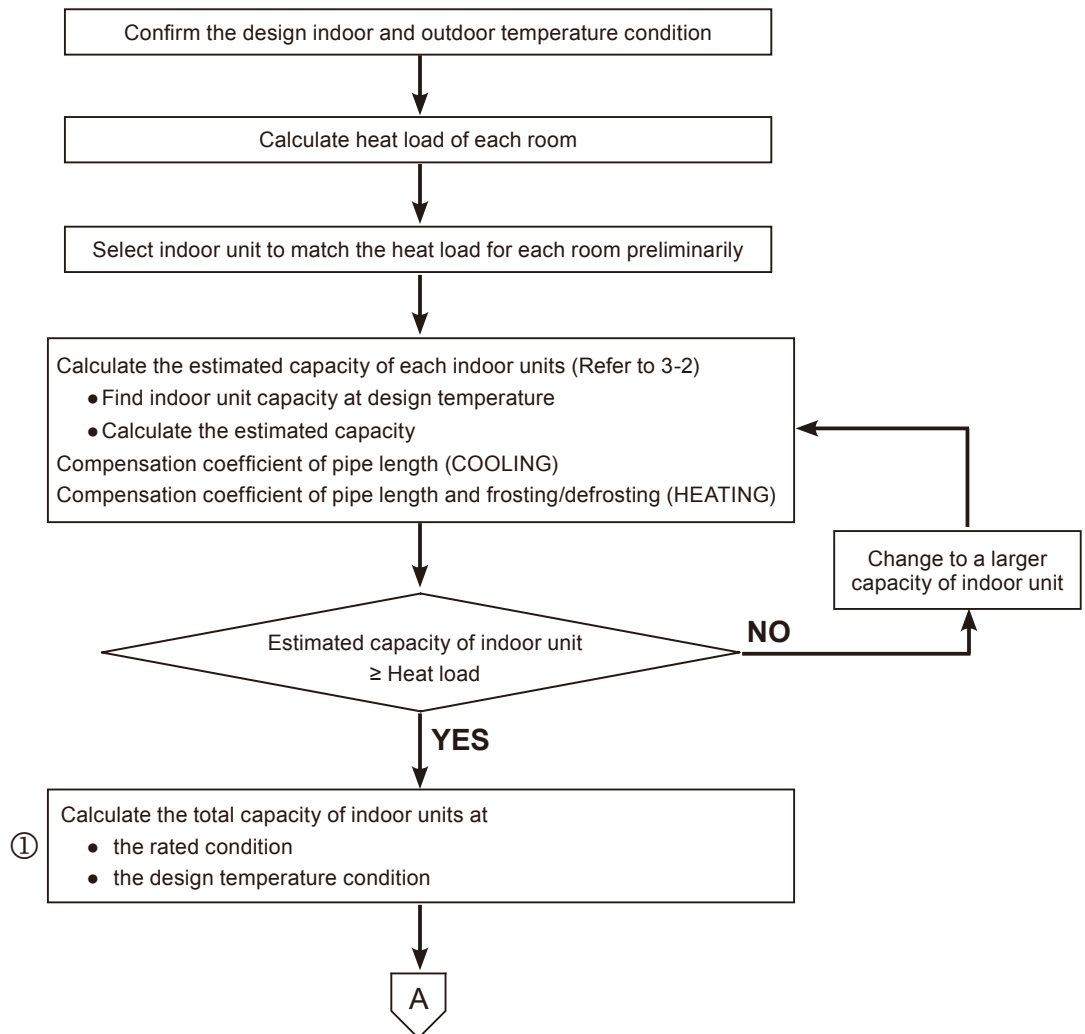 Confirm the design indoor and outdoor temperature condition
Calculate heat load of each room
Select indoor unit to match the heat load for each room preliminarily
Calculate the estimated capacity of each indoor units (Refer to 3-2)
● Find indoor unit capacity at design temperature
● Calculate the estimated capacity
Compensation coefficient of pipe length (COOLING)
Compensation coefficient of pipe length and frosting/defrosting (HEATING)
Change to a larger
capacity of indoor unit
Estimated capacity of indoor unit
≥ Heat load
NO
YES
①
Calculate the total capacity of indoor units at
● the rated condition
● the design temperature condition
A